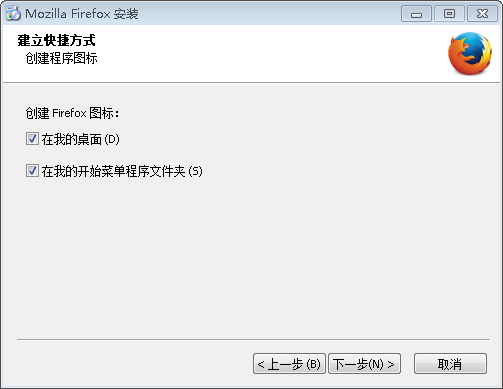 Mozilla Firefox 安装
建立快捷方式
创建程序图标
创建 Firefox 图标：
在我的桌面 (D)
在我的开始菜单程序文件夹 (S)
< 上一步 (B)
下一步(N) >
取消